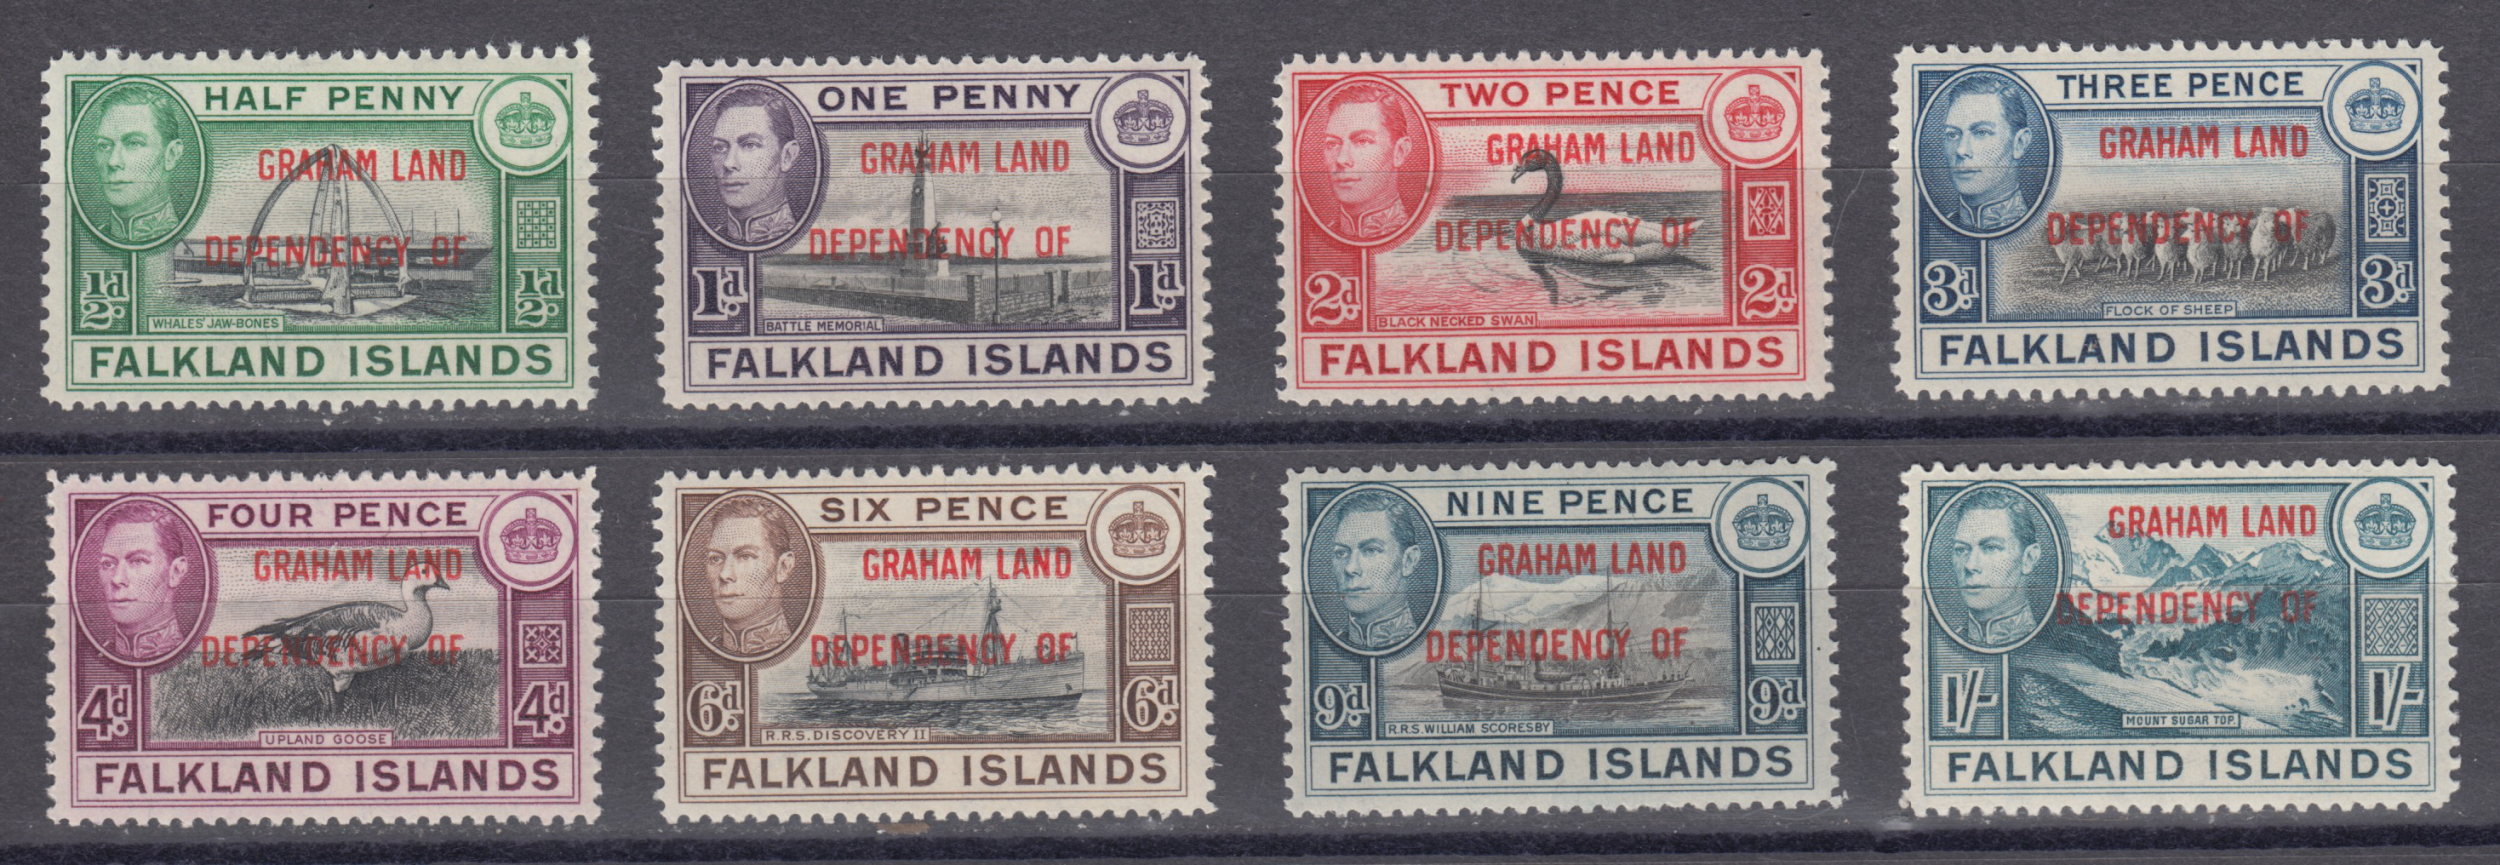 HALF PENNY
GRAHAM LAND
DEPENDENCY OF
½d ½d
WHALES' JAW-BONES
FALKLAND ISLANDS
ONE PENNY
GRAHAM LAND
DEPENDENCY OF
1d 1d
BATTLE MEMORIAL
FALKLAND ISLANDS
TWO PENCE
GRAHAM LAND
DEPENDENCY OF
2d 2d
BLACK NECKED SWAN
FALKLAND ISLANDS
THREE PENCE
GRAHAM LAND
DEPENDENCY OF
3d 3d
FLOCK OF SHEEP
FALKLAND ISLANDS
FOUR PENCE
GRAHAM LAND
DEPENDENCY OF
4d 4d
UPLAND GOOSE
FALKLAND ISLANDS
SIX PENCE
GRAHAM LAND
DEPENDENCY OF
6d 6d
R.R.S. DISCOVERY II
FALKLAND ISLANDS
NINE PENCE
GRAHAM LAND
DEPENDENCY OF
9d 9d
R.R.S. WILLIAM SCORESBY
FALKLAND ISLANDS
GRAHAM LAND
DEPENDENCY OF
1/- 1/-
MOUNT SUGAR TOP.
FALKLAND ISLANDS